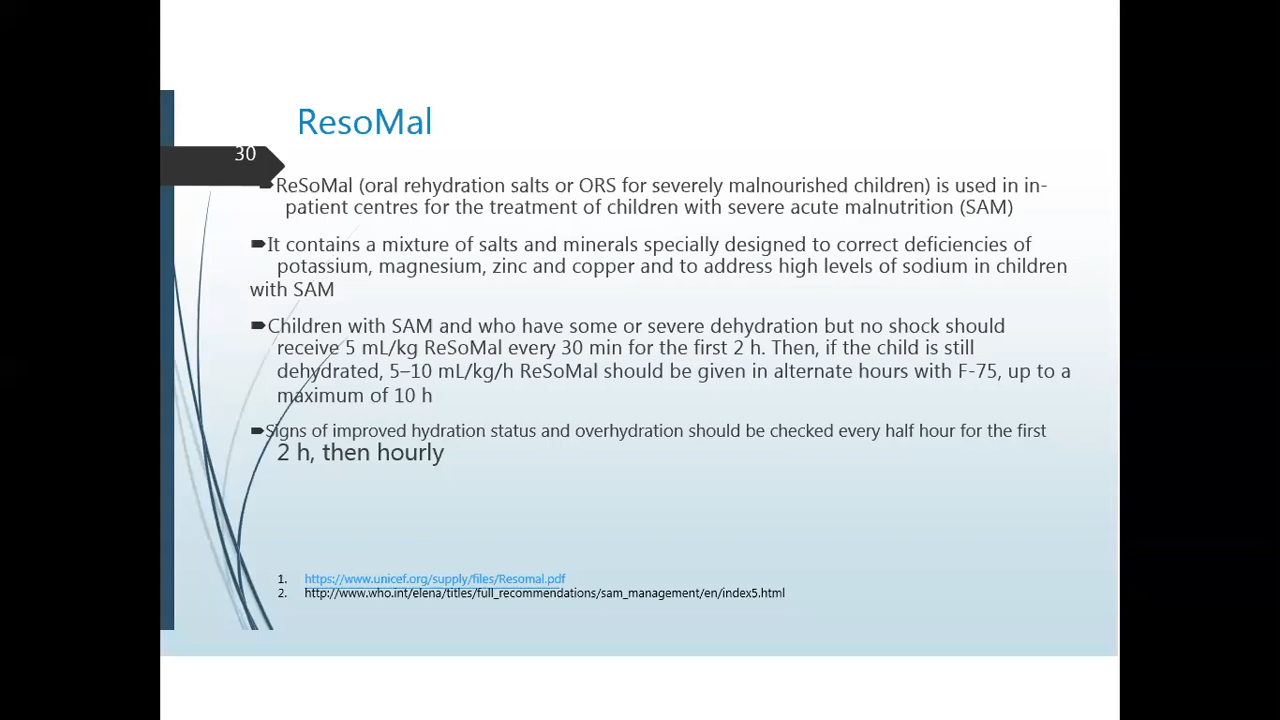 ResoMal
30
ReSoMal (oral rehydration salts or ORS for severely malnourished children) is used in in-
patient centres for the treatment of children with severe acute malnutrition (SAM)
It contains a mixture of salts and minerals specially designed to correct deficiencies of
potassium, magnesium, zinc and copper and to address high levels of sodium in children
with SAM
Children with SAM and who have some or severe dehydration but no shock should
receive 5 mL/kg ReSoMal every 30 min for the first 2 h. Then, if the child is still
dehydrated, 5–10 mL/kg/h ReSoMal should be given in alternate hours with F-75, up to a
maximum of 10 h
Signs of improved hydration status and overhydration should be checked every half hour for the first
2 h, then hourly
1. https://www.unicef.org/supply/files/Resomal.pdf
2. http://www.who.int/elena/titles/full_recommendations/sam_management/en/index5.html